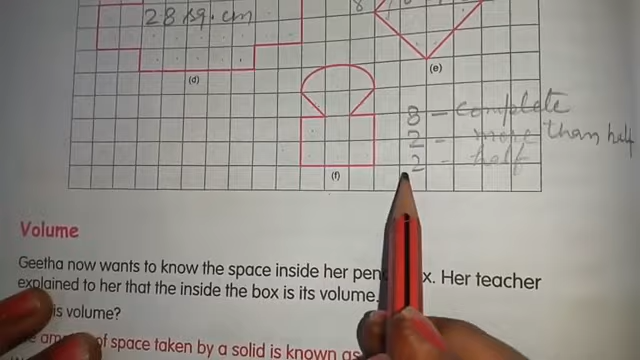 28 sq. cm
(d)
(e)
8 - complete
2 - more than half
2 - half
(f)
Volume
Geetha now wants to know the space inside her x. Her teacher
explained to her that the inside the box is its volume.
is volume?
of space taken by a solid is known as